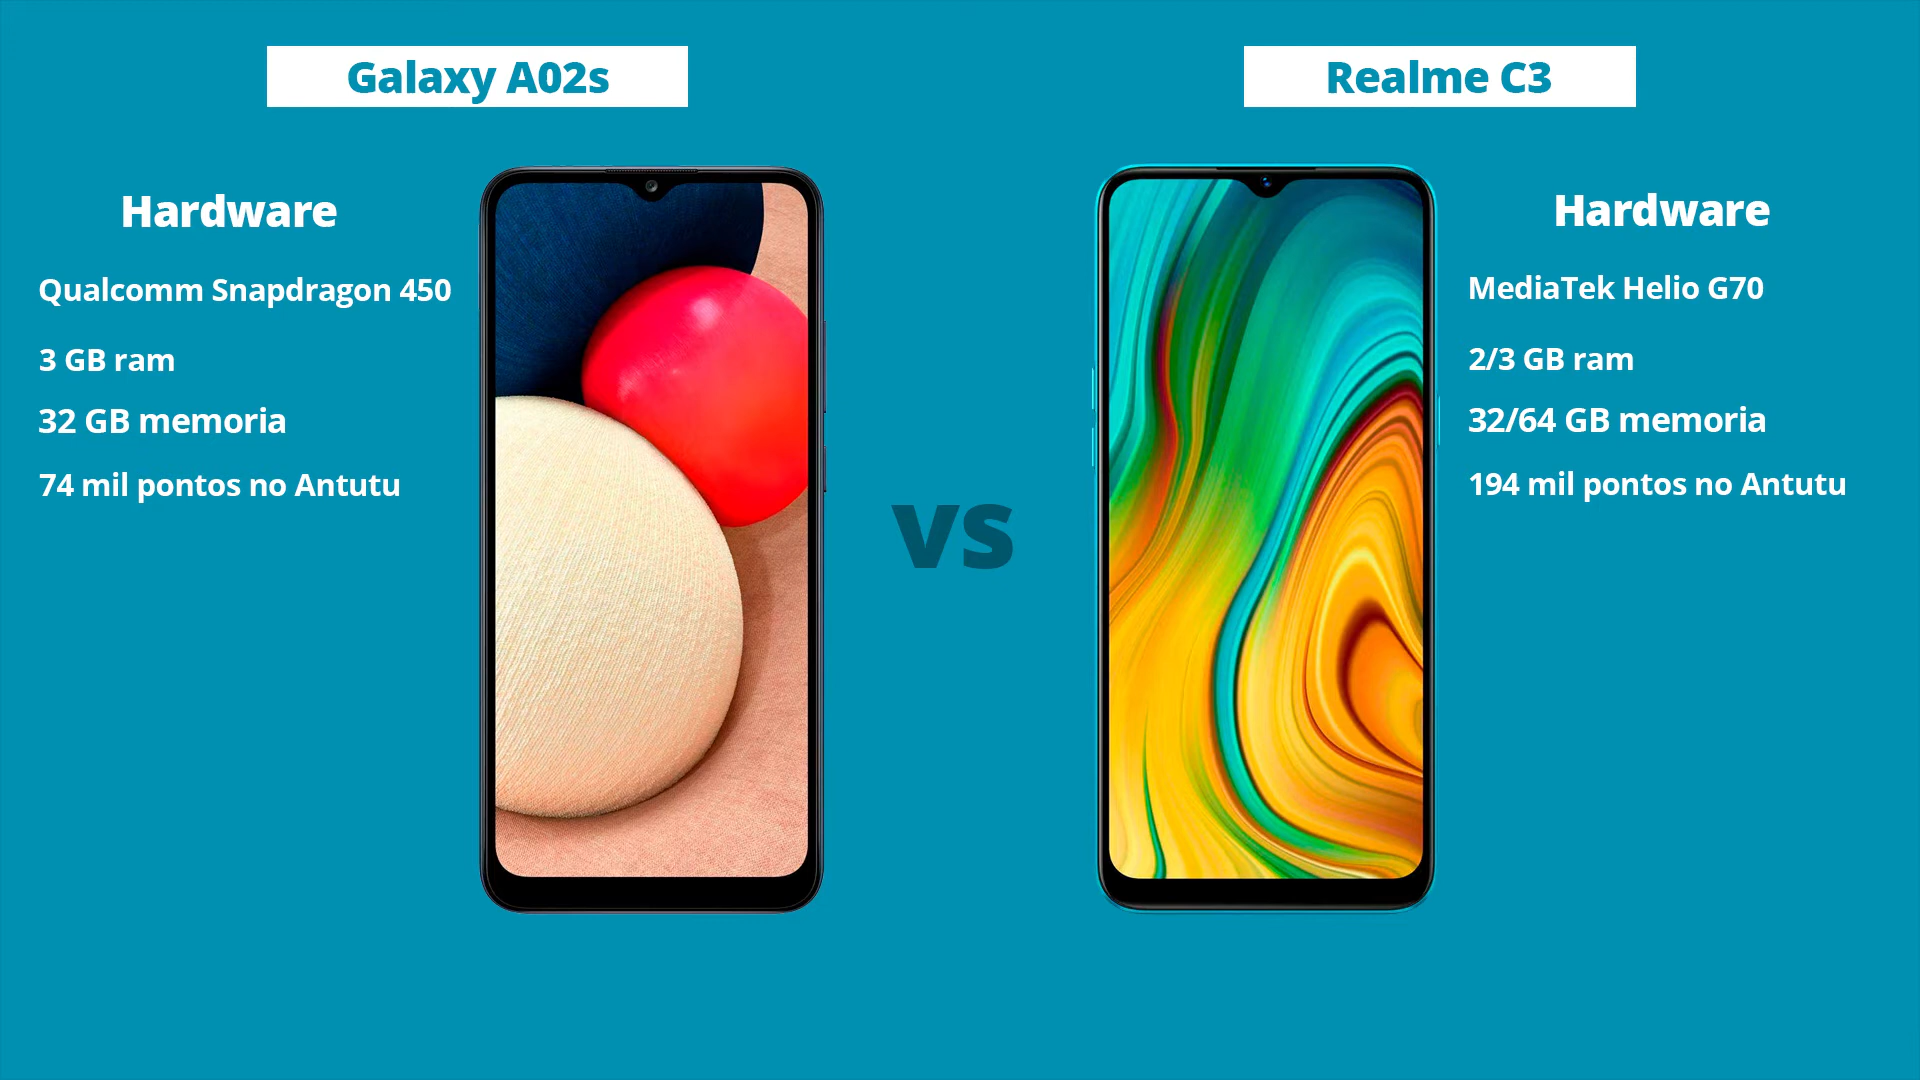 Galaxy A02s
Hardware
Qualcomm Snapdragon 450
3 GB ram
32 GB memoria
74 mil pontos no Antutu
vs
Realme C3
Hardware
MediaTek Helio G70
2/3 GB ram
32/64 GB memoria
194 mil pontos no Antutu